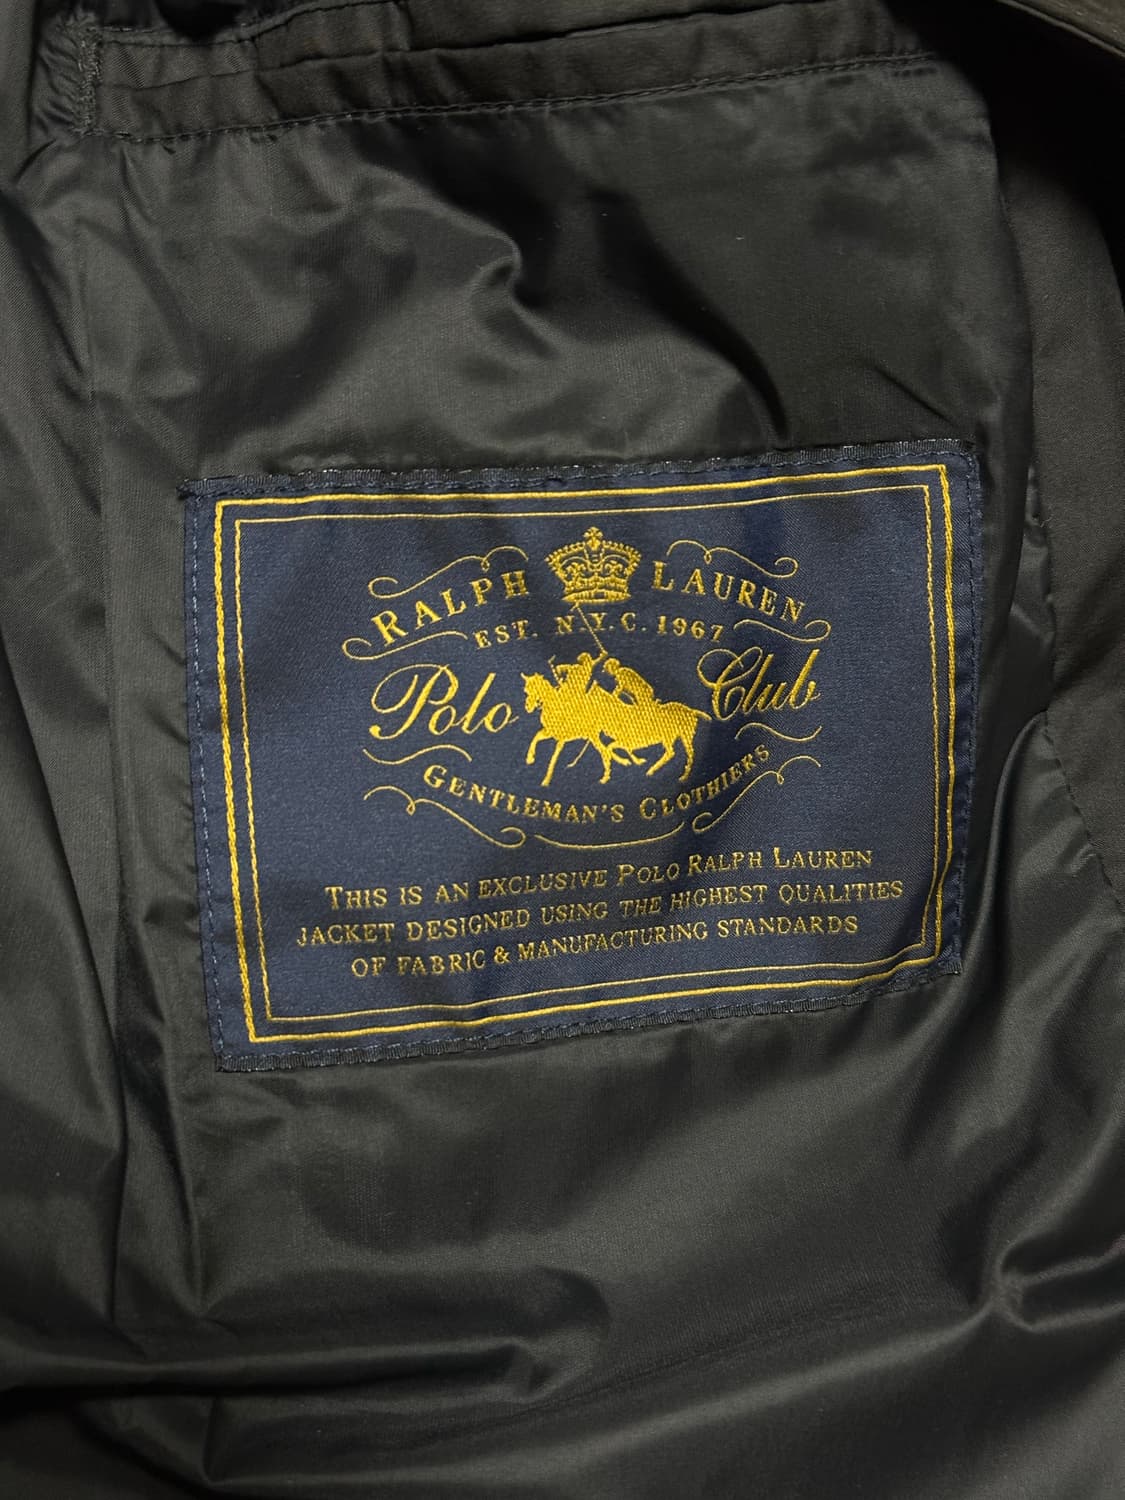 RALPH LAUREN
EST. N.Y.C. 1967
Polo Club
GENTLEMAN'S CLOTHIERS
THIS IS AN EXCLUSIVE POLO RALPH LAUREN
JACKET DESIGNED USING THE HIGHEST QUALITIES
OF FABRIC & MANUFACTURING STANDARDS